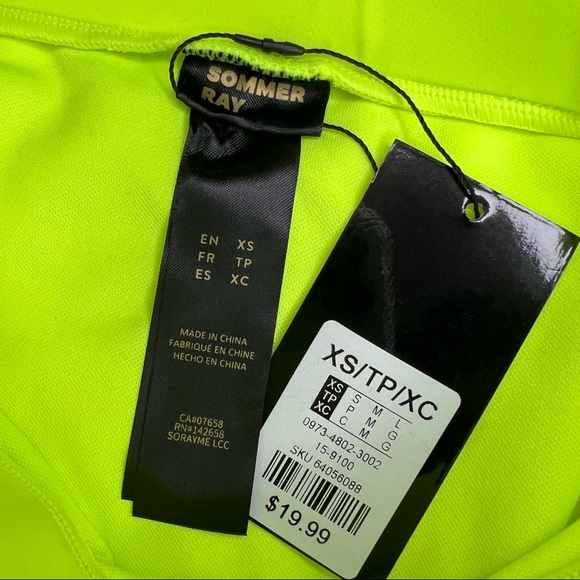 SOMMER
RAY
EN XS
FR TP
ES XC
MADE IN CHINA
FABRIQUÉ EN CHINE
HECHO EN CHINA
CA#07658
RN#142658
SORAYME LCC
XS/TP/XC
XS S M L
TP P M G
XC C M G
0973-4802-3002
15-9100
SKU 64056088
$19.99